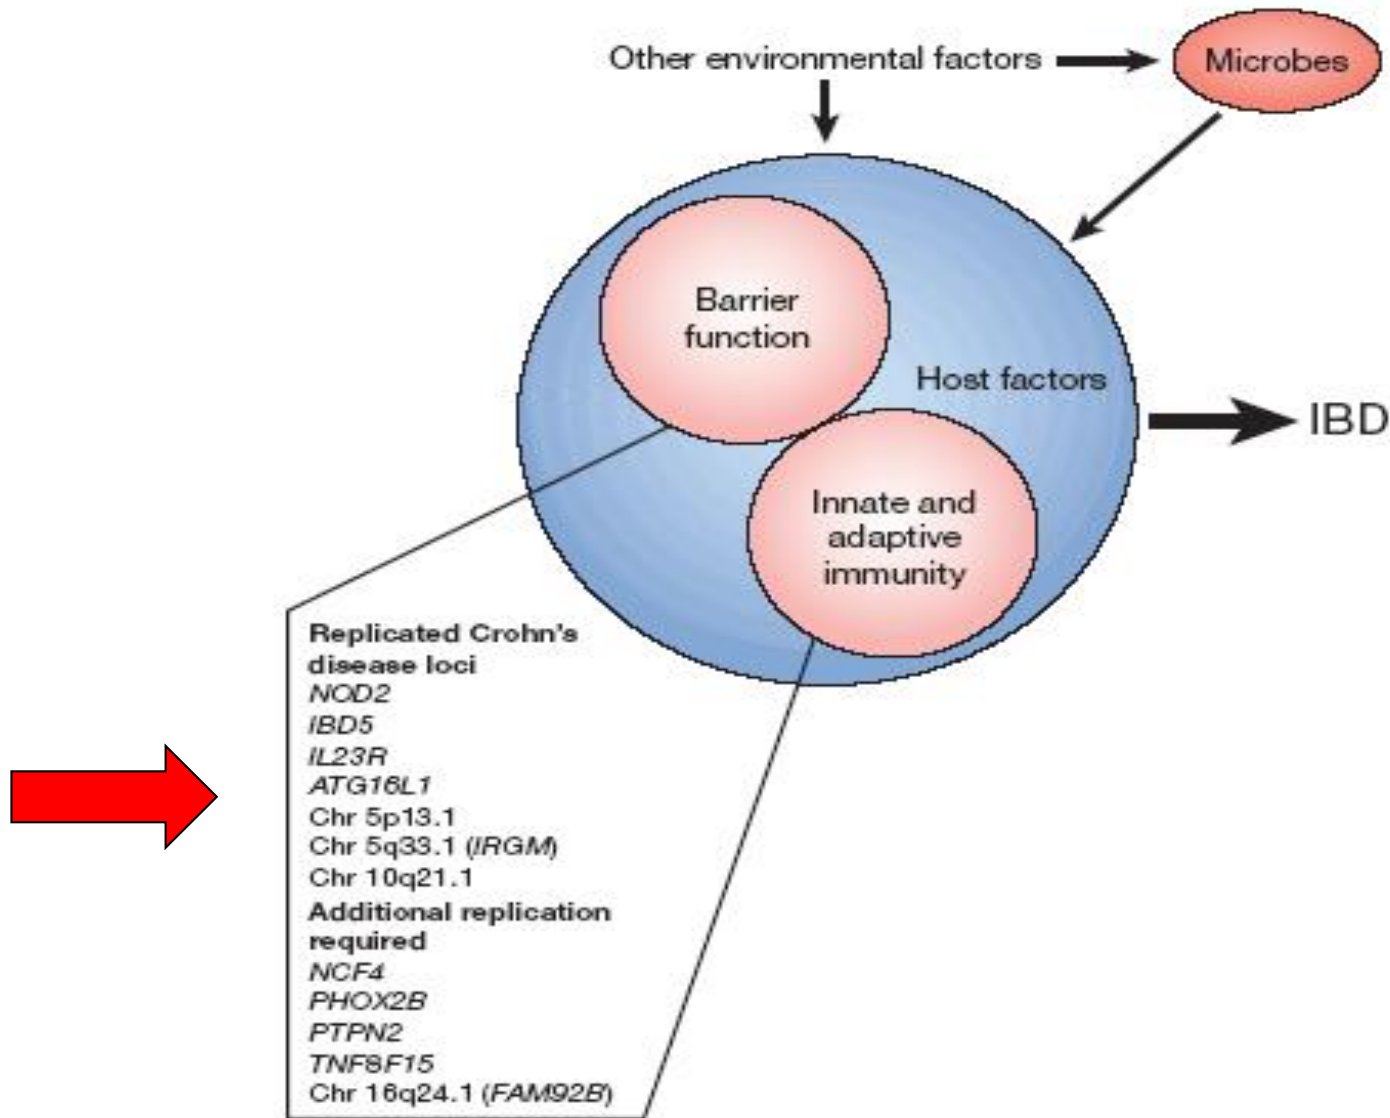 Other environmental factors
Microbes
Barrier
function
Host factors
IBD
Innate and
adaptive
immunity
Replicated Crohn's
disease loci
NOD2
IBD5
IL23R
ATG16L1
Chr 5p13.1
Chr 5q33.1 (IRGM)
Chr 10q21.1
Additional replication
required
NCF4
PHOX2B
PTPN2
TNFSF15
Chr 16q24.1 (FAM92B)